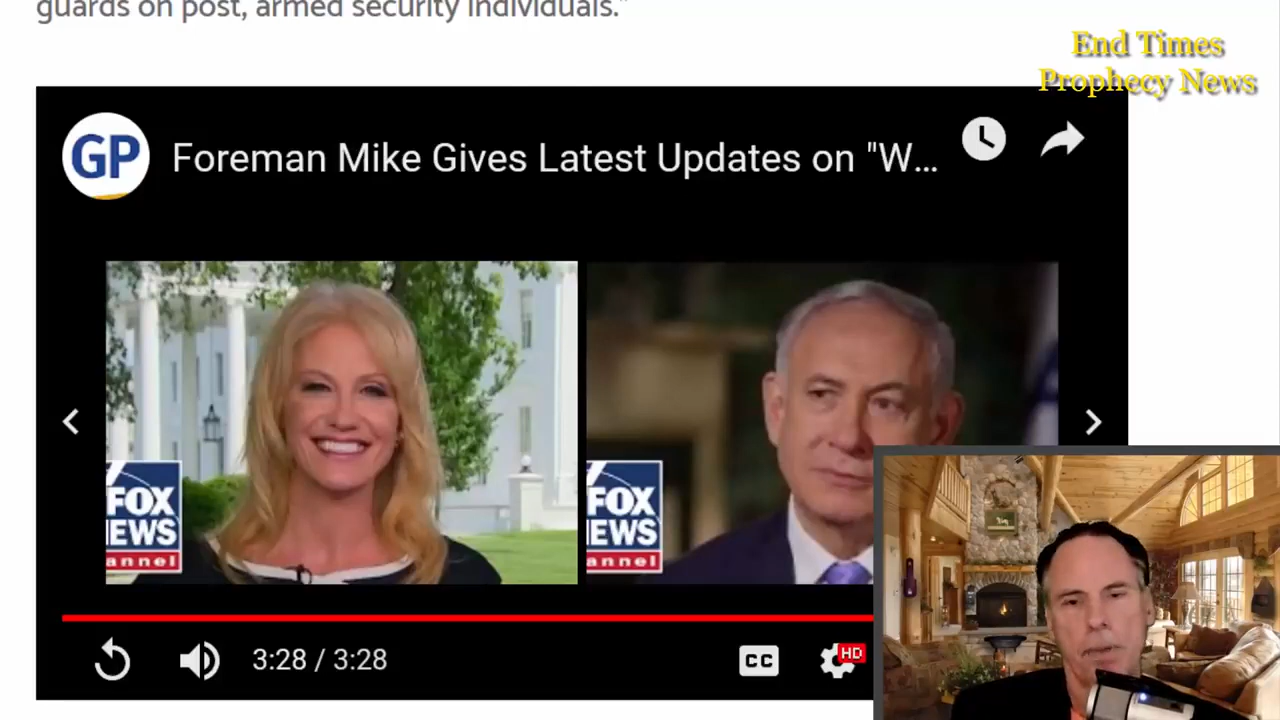 guards on post, armed security individuals."
End Times
Prophecy News
GP
Foreman Mike Gives Latest Updates on "W...
FOX
NEWS
annel
FOX
NEWS
annel
3:28 / 3:28
CC
HD